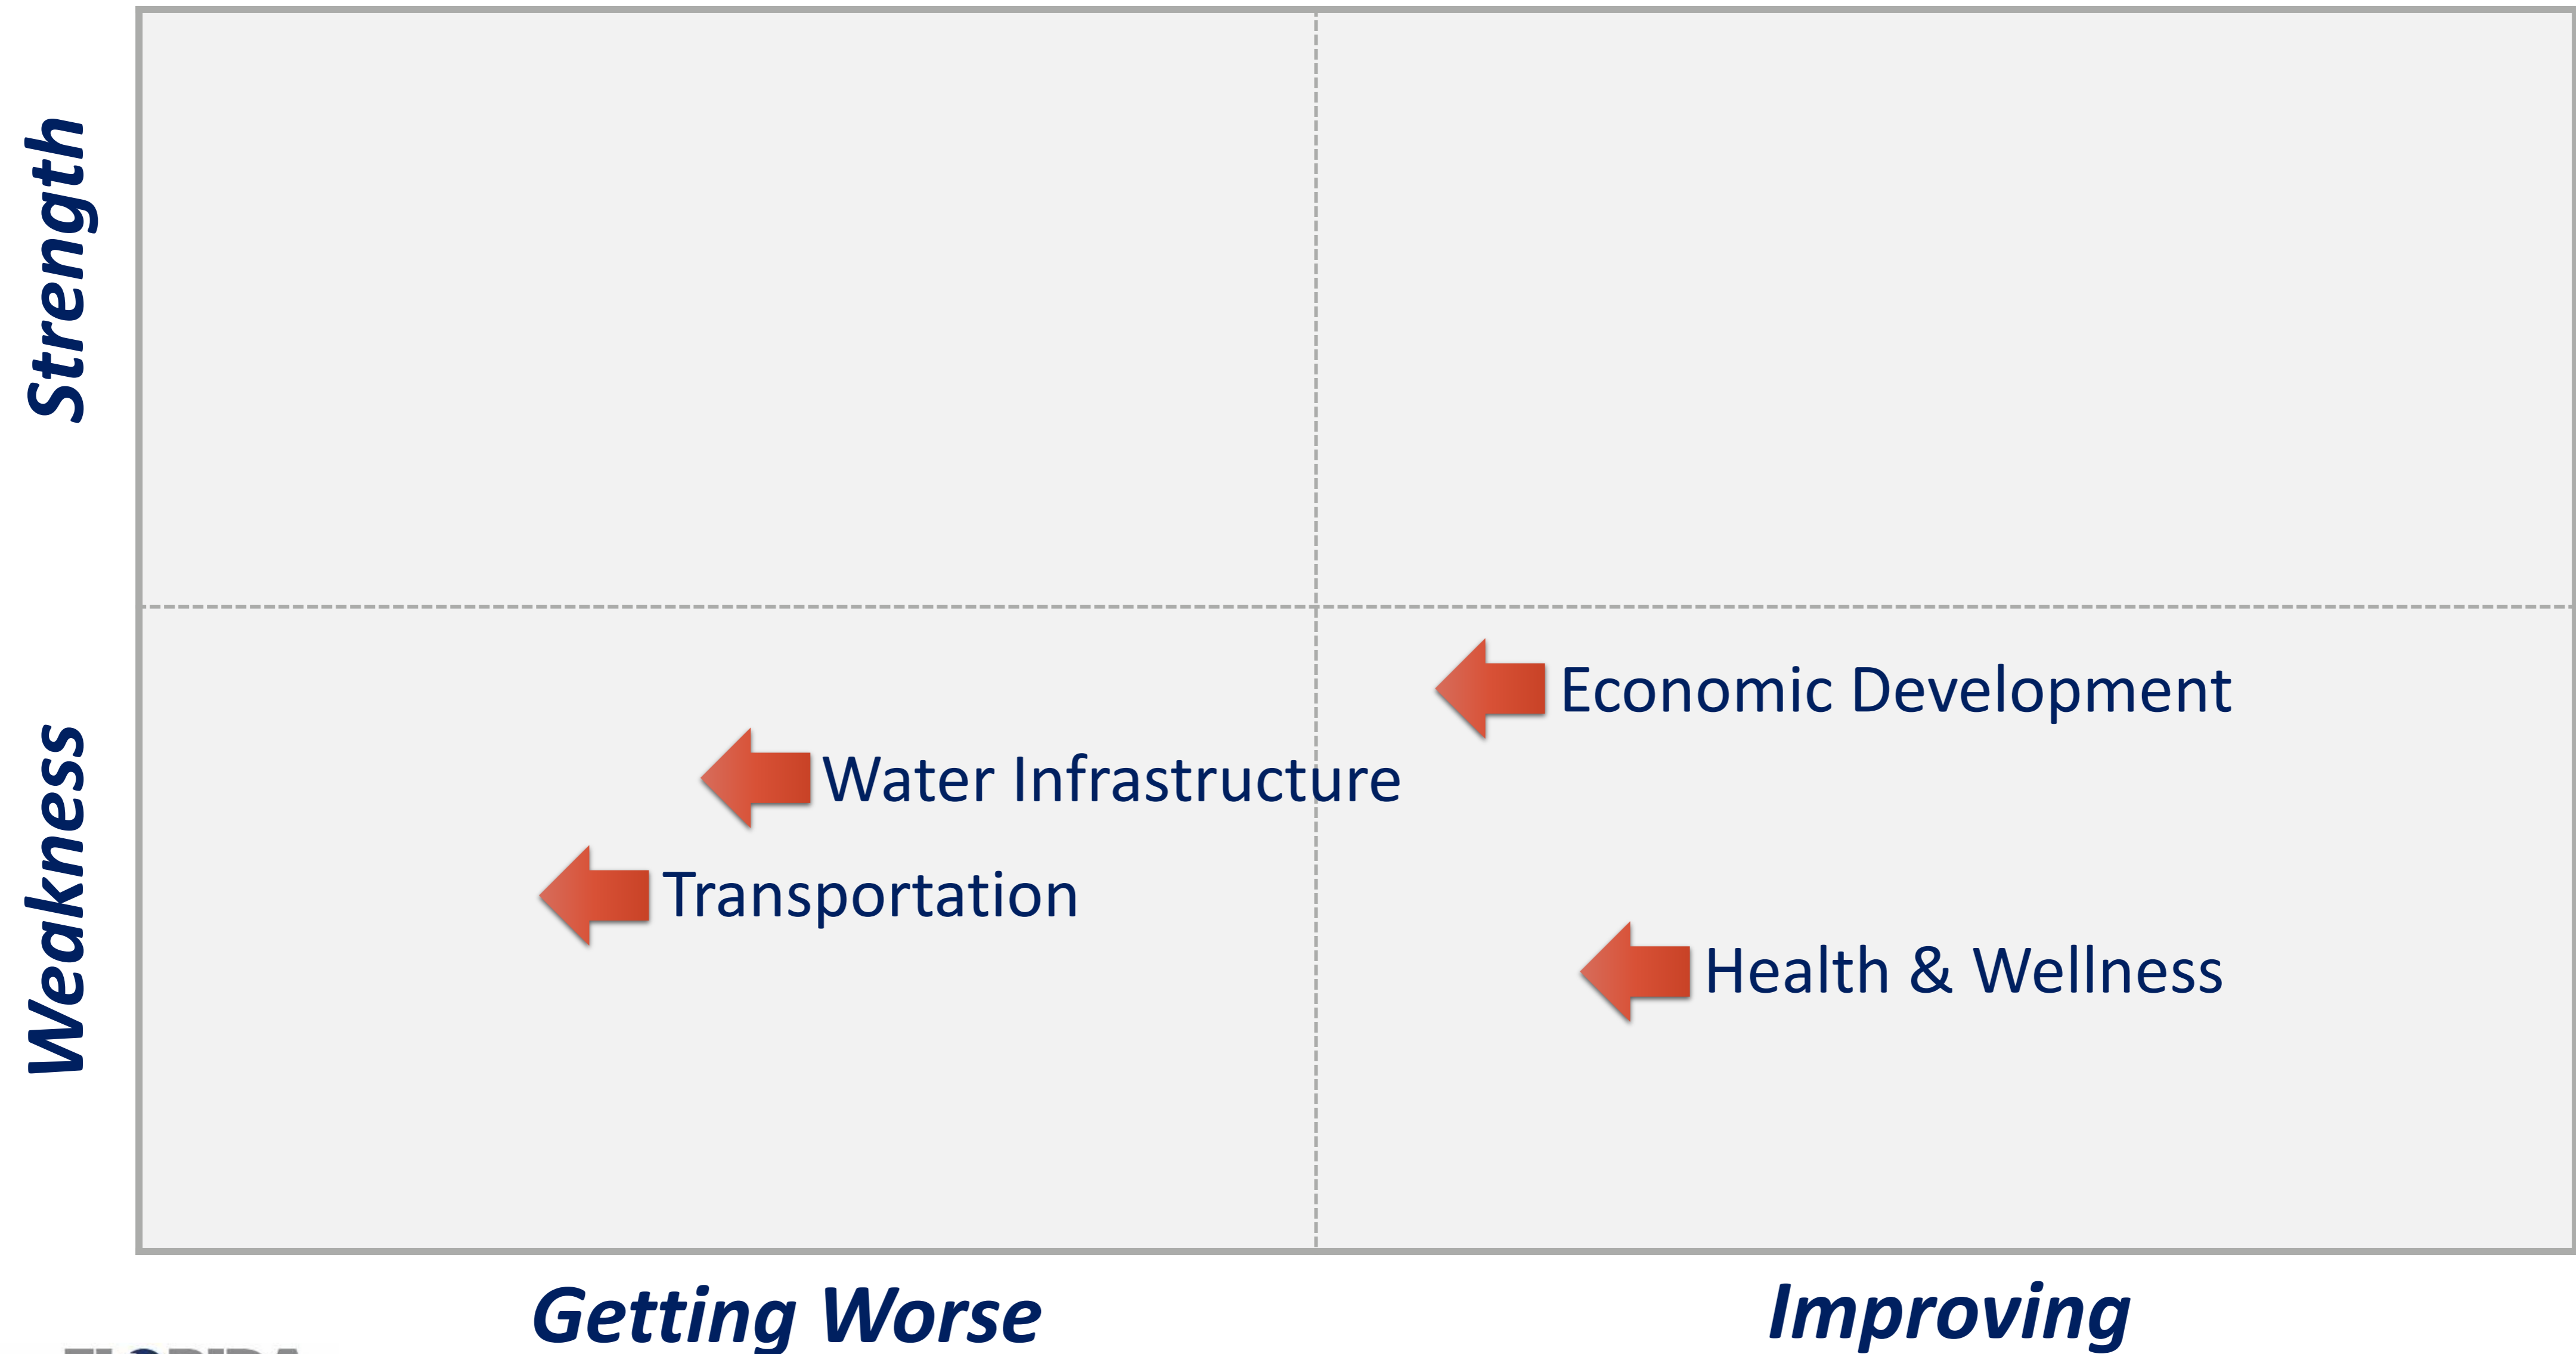 Strength
Economic Development
Water Infrastructure
Transportation
Weakness
Health & Wellness
Getting Worse
Improving